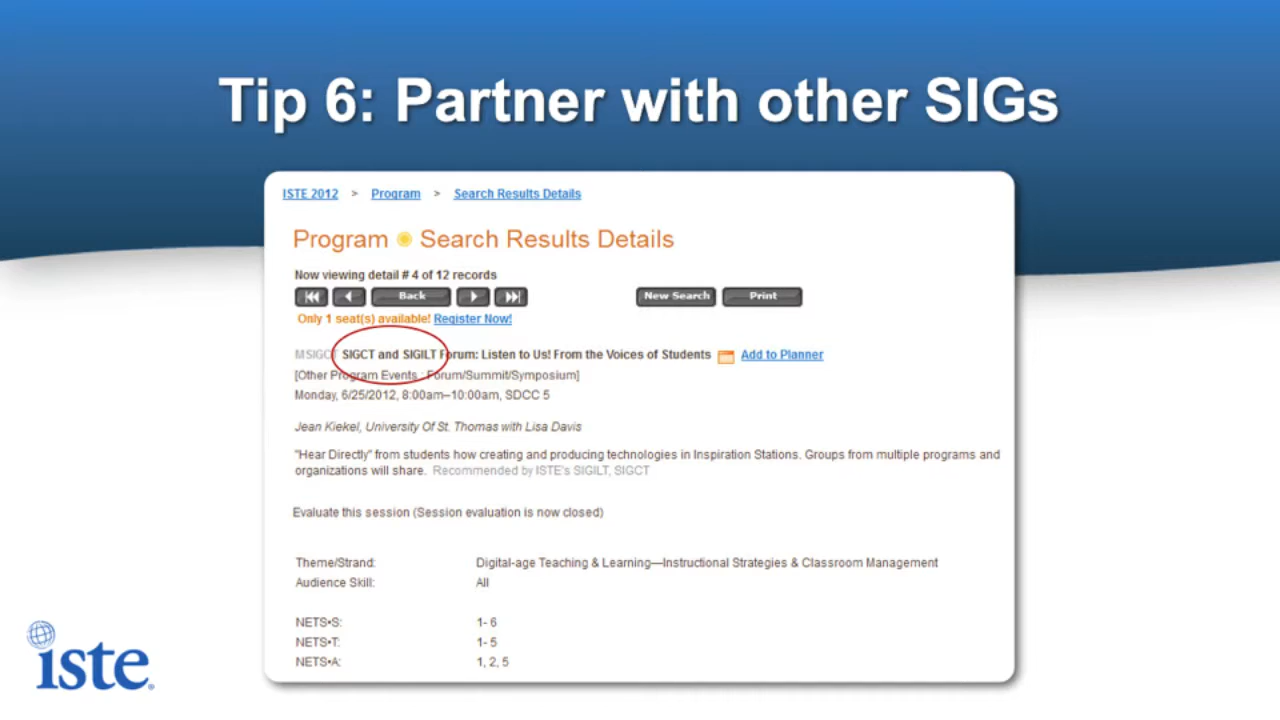 Tip 6: Partner with other SIGs
ISTE 2012 > Program > Search Results Details
Program Search Results Details
Now viewing detail # 4 of 12 records
Back New Search Print
Only 1 seat(s) available! Register Now!
MSIGCT SIGCT and SIGILT Forum: Listen to Us! From the Voices of Students Add to Planner
[Other Program Events : Forum/Summit/Symposium]
Monday, 6/25/2012, 8:00am–10:00am, SDCC 5
Jean Kiekel, University Of St. Thomas with Lisa Davis
"Hear Directly" from students how creating and producing technologies in Inspiration Stations. Groups from multiple programs and
organizations will share. Recommended by ISTE's SIGILT, SIGCT
Evaluate this session (Session evaluation is now closed)
Theme/Strand: Digital-age Teaching & Learning—Instructional Strategies & Classroom Management
Audience Skill: All
NETS•S: 1- 6
NETS•T: 1- 5
NETS•A: 1, 2, 5
iste